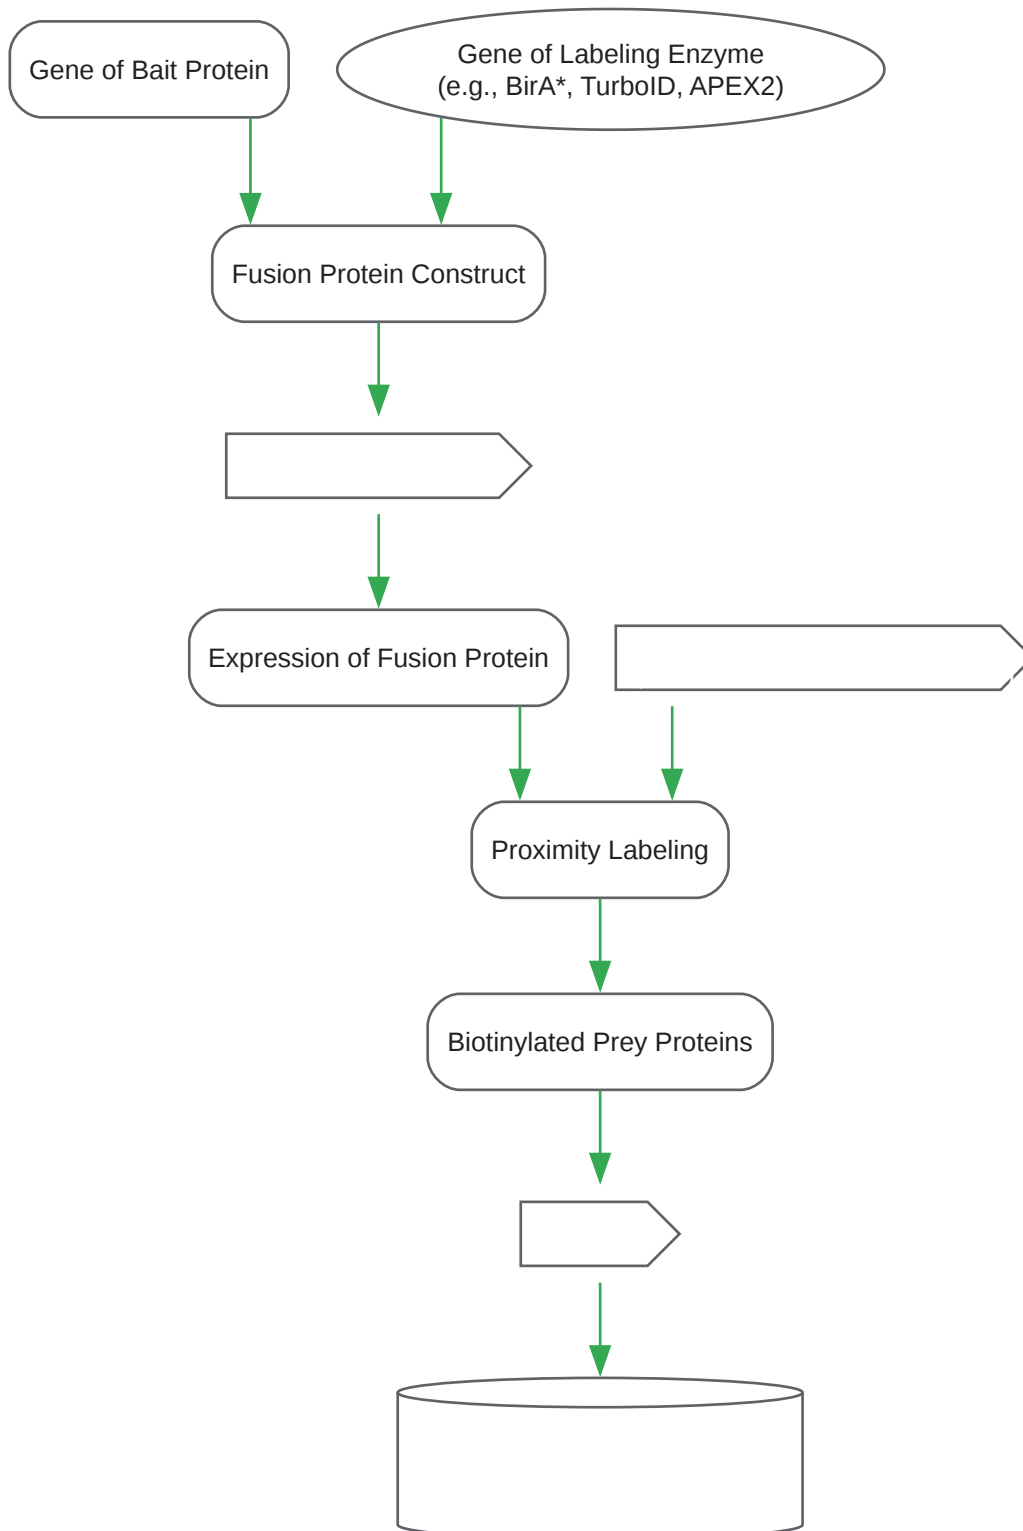 Gene of Bait Protein
Gene of Labeling Enzyme
(e.g., BirA*, TurboID, APEX2)
Fusion Protein Construct
Expression of Fusion Protein
Proximity Labeling
Biotinylated Prey Proteins